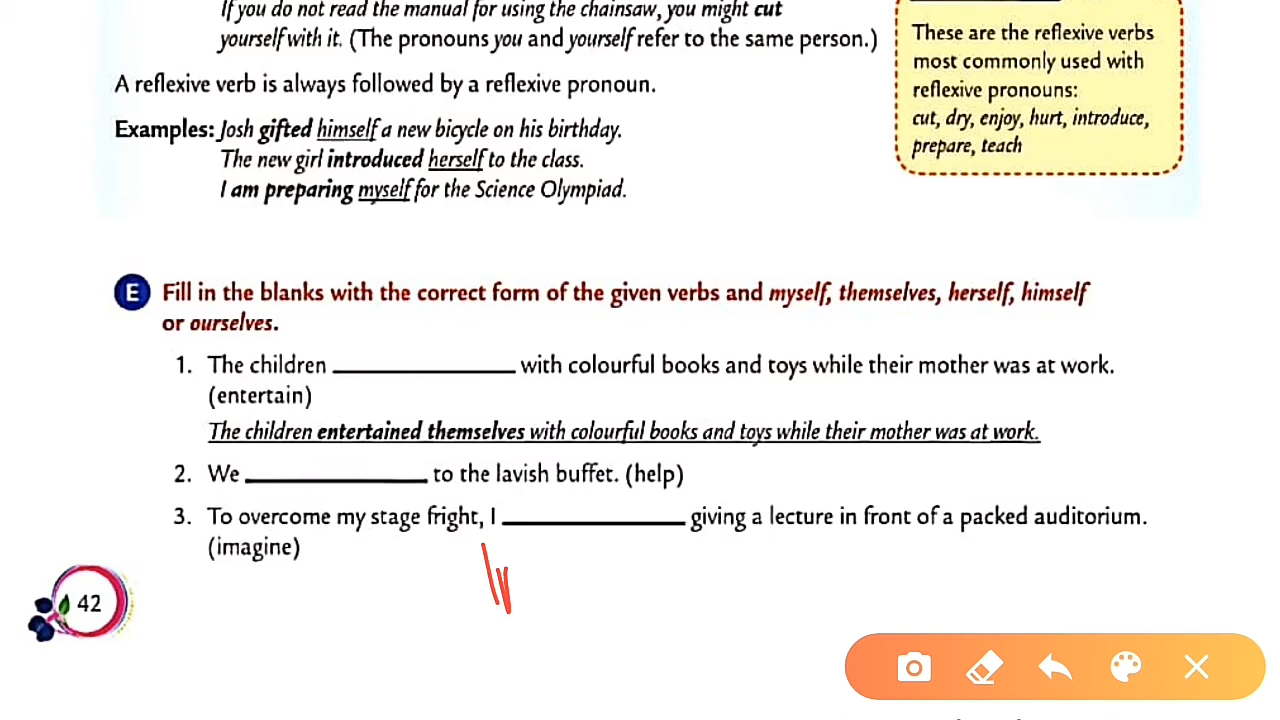 If you do not read the manual for using the chainsaw, you might cut
yourself with it. (The pronouns you and yourself refer to the same person.)
A reflexive verb is always followed by a reflexive pronoun.
Examples: Josh gifted himself a new bicycle on his birthday.
The new girl introduced herself to the class.
I am preparing myself for the Science Olympiad.
These are the reflexive verbs
most commonly used with
reflexive pronouns:
cut, dry, enjoy, hurt, introduce,
prepare, teach
E Fill in the blanks with the correct form of the given verbs and myself, themselves, herself, himself
or ourselves.
1. The children ____________ with colourful books and toys while their mother was at work.
(entertain)
The children entertained themselves with colourful books and toys while their mother was at work.
2. We ____________ to the lavish buffet. (help)
3. To overcome my stage fright, I ____________ giving a lecture in front of a packed auditorium.
(imagine)
42